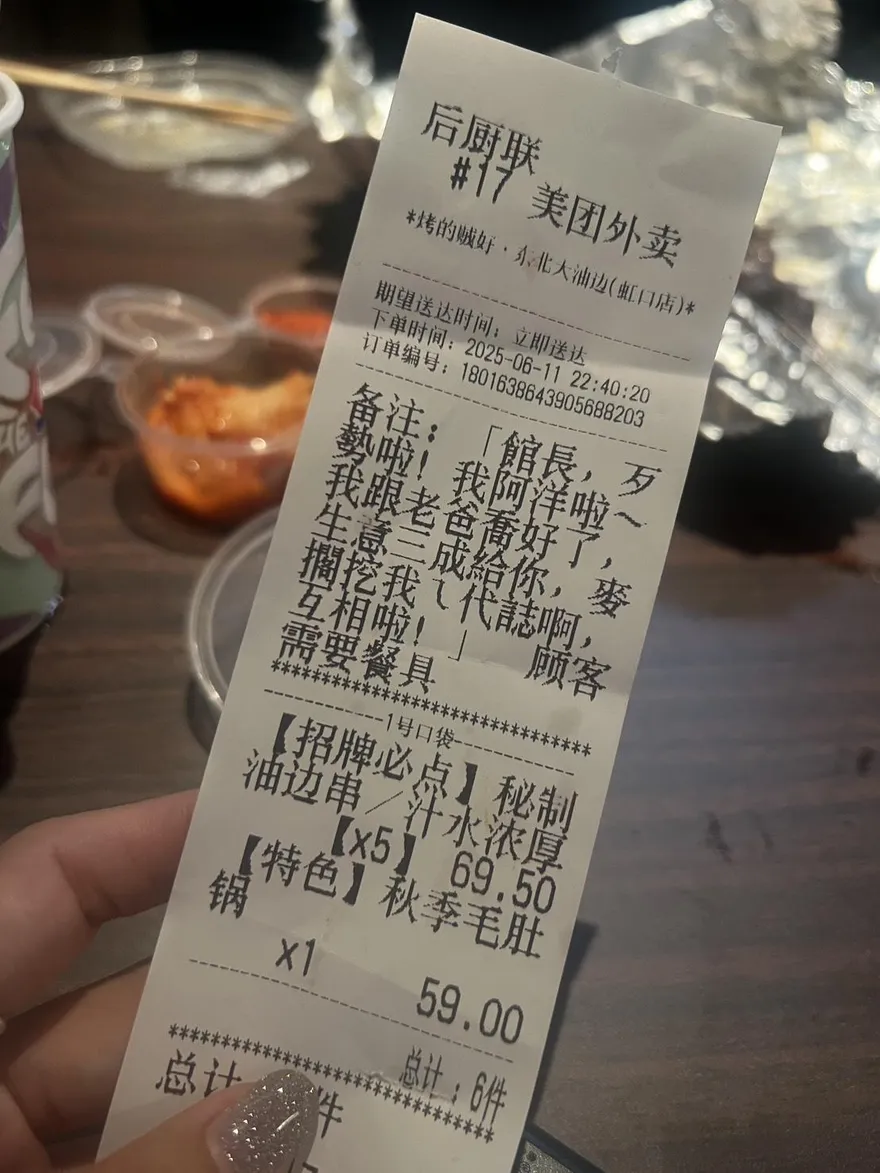 后厨联
#17 美团外卖
*烤的贼好·东北大油边(虹口店)*
期望送达时间: 立即送达
下单时间: 2025-06-11 22:40:20
订单编号: 1801638643905688203
备注: 「館長, 歹
勢啦! 我阿洋啦~
我跟老爸喬好了,
生意三成給你, 麥
擱挖我ㄟ代誌啊,
互相啦! 」 顾客
需要餐具
******************************
1号口袋
【招牌必点】秘制
油边串／汁水浓厚
【x5】 69.50
【特色】秋季毛肚
锅
x1
59.00
总计:6件
******************************
总计 件